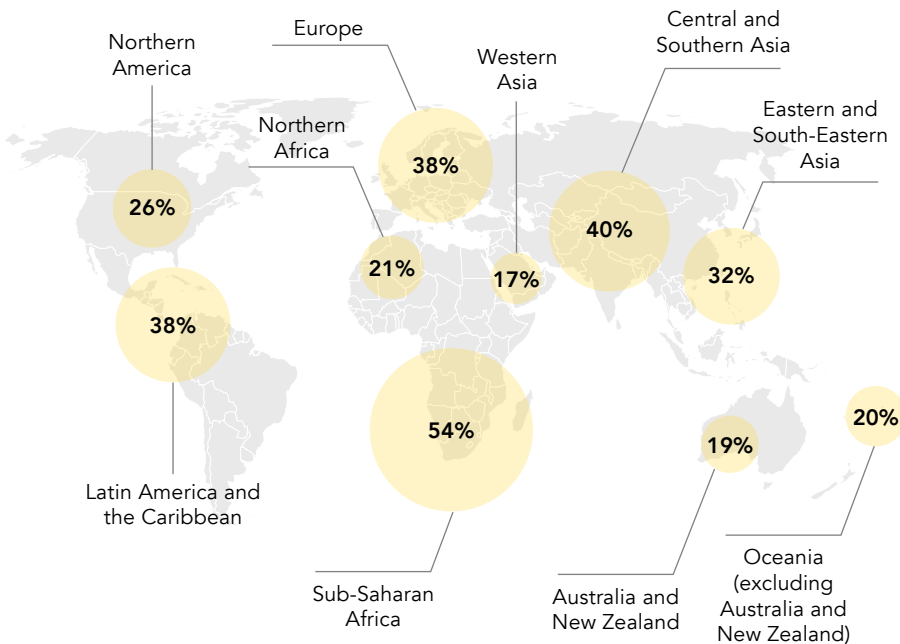 Northern
America
26%
Europe
38%
Northern
Africa
21%
Western
Asia
17%
Central and
Southern Asia
40%
Eastern and
South-Eastern
Asia
32%
38%
Latin America and
the Caribbean
54%
Sub-Saharan
Africa
19%
Australia and
New Zealand
20%
Oceania
(excluding
Australia and
New Zealand)